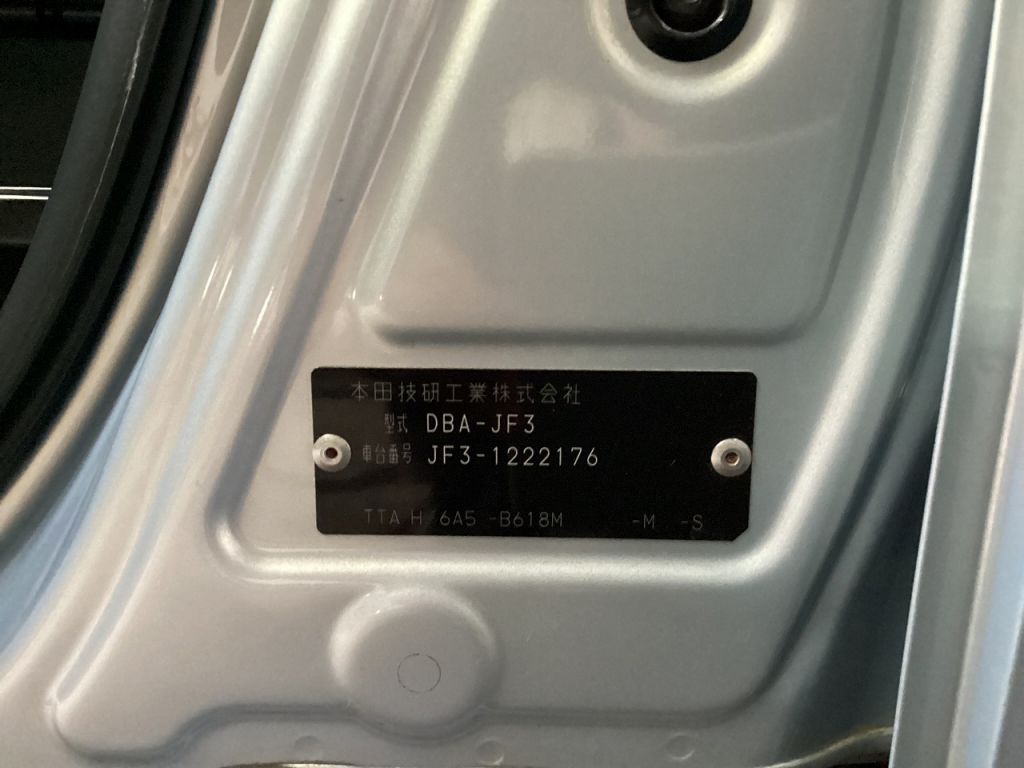 本田技研工業株式会社
型式 DBA-JF3
車台番号 JF3-1222176
TTA H 6A5 -B618M -M -S